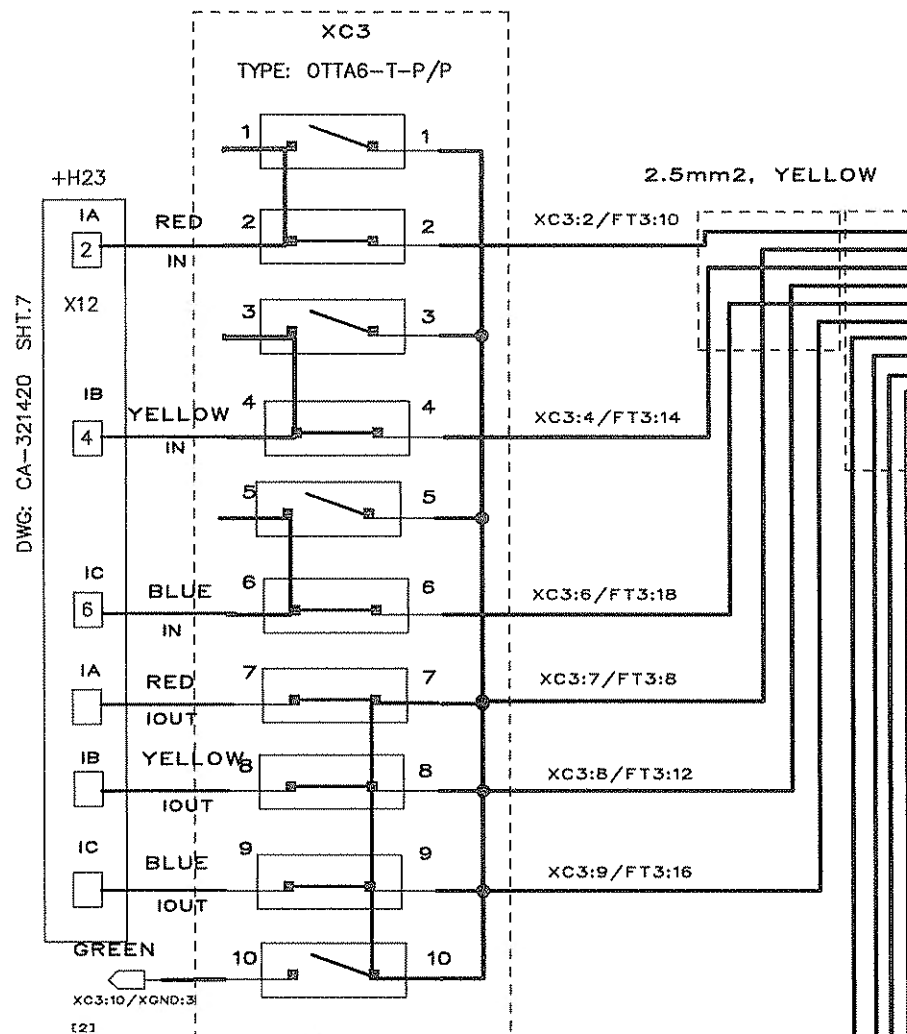 XC3
TYPE: OTTA6-T-P/P
1 1
2.5mm2, YELLOW
+H23
IA RED 2 2 XC3:2/FT3:10
2 IN
X12
3 3
DWG: CA-321420 SHT.7
IB YELLOW 4 4 XC3:4/FT3:14
4 IN
5 5
IC BLUE 6 6 XC3:6/FT3:18
6 IN
IA RED 7 7 XC3:7/FT3:8
IOUT
IB YELLOW 8 8 XC3:8/FT3:12
IOUT
IC BLUE 9 9 XC3:9/FT3:16
IOUT
GREEN 10 10
XC3:10/XGND:3
[2]